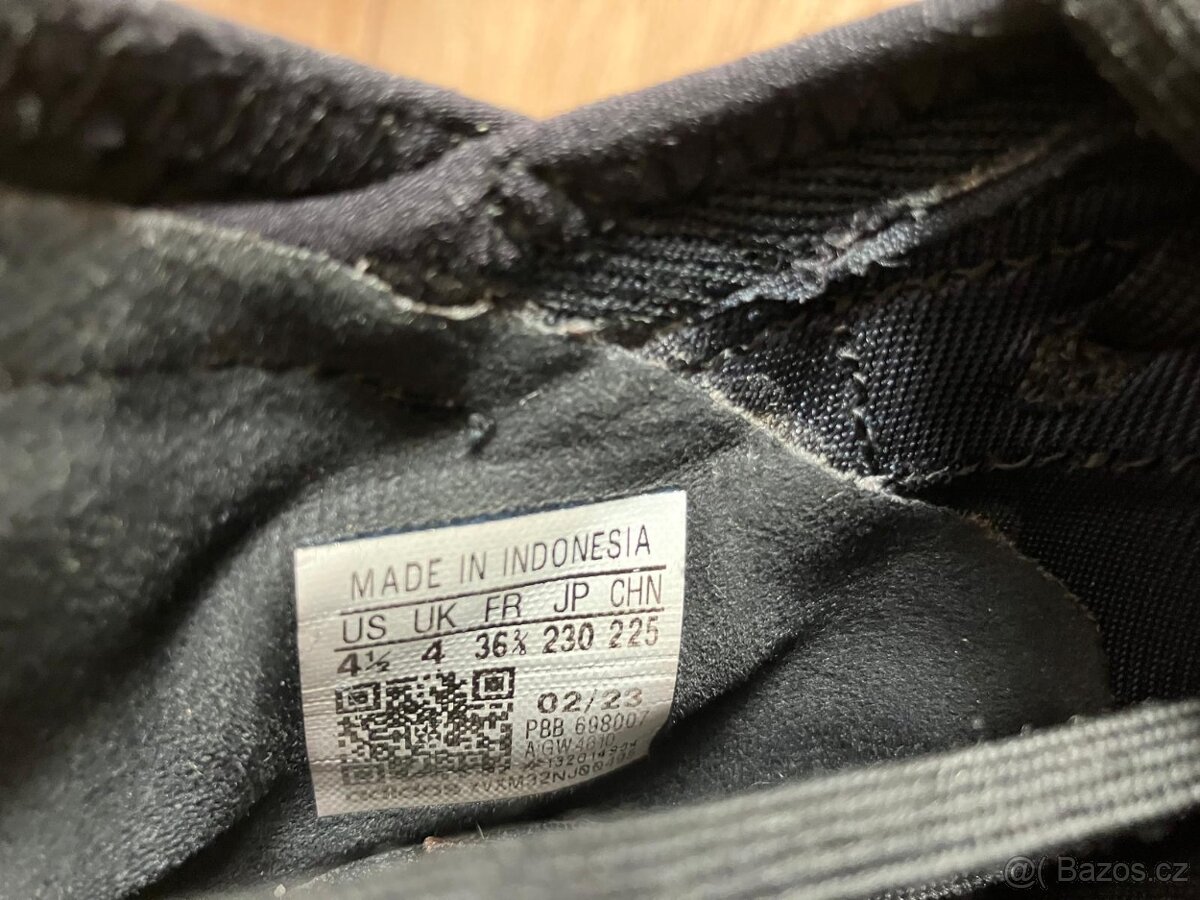 MADE IN INDONESIA
US UK FR JP CHN
4½ 4 36⅔ 230 225
02/23
PBB 698007
@( Bazos.cz